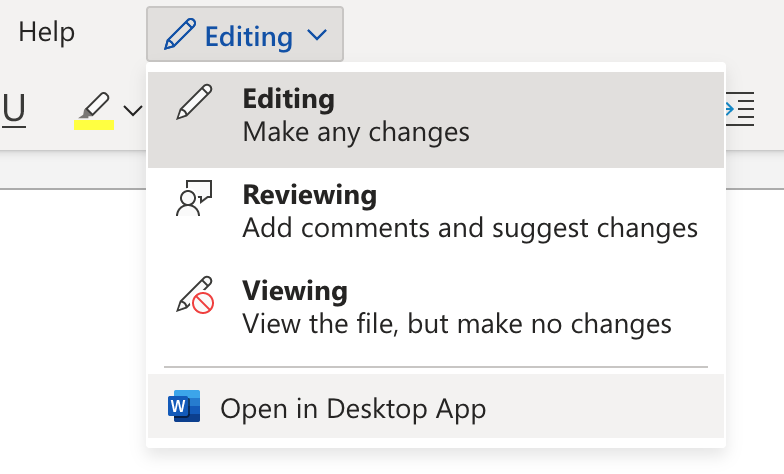 Help
Editing
U
Editing
Make any changes
Reviewing
Add comments and suggest changes
Viewing
View the file, but make no changes
W
Open in Desktop App